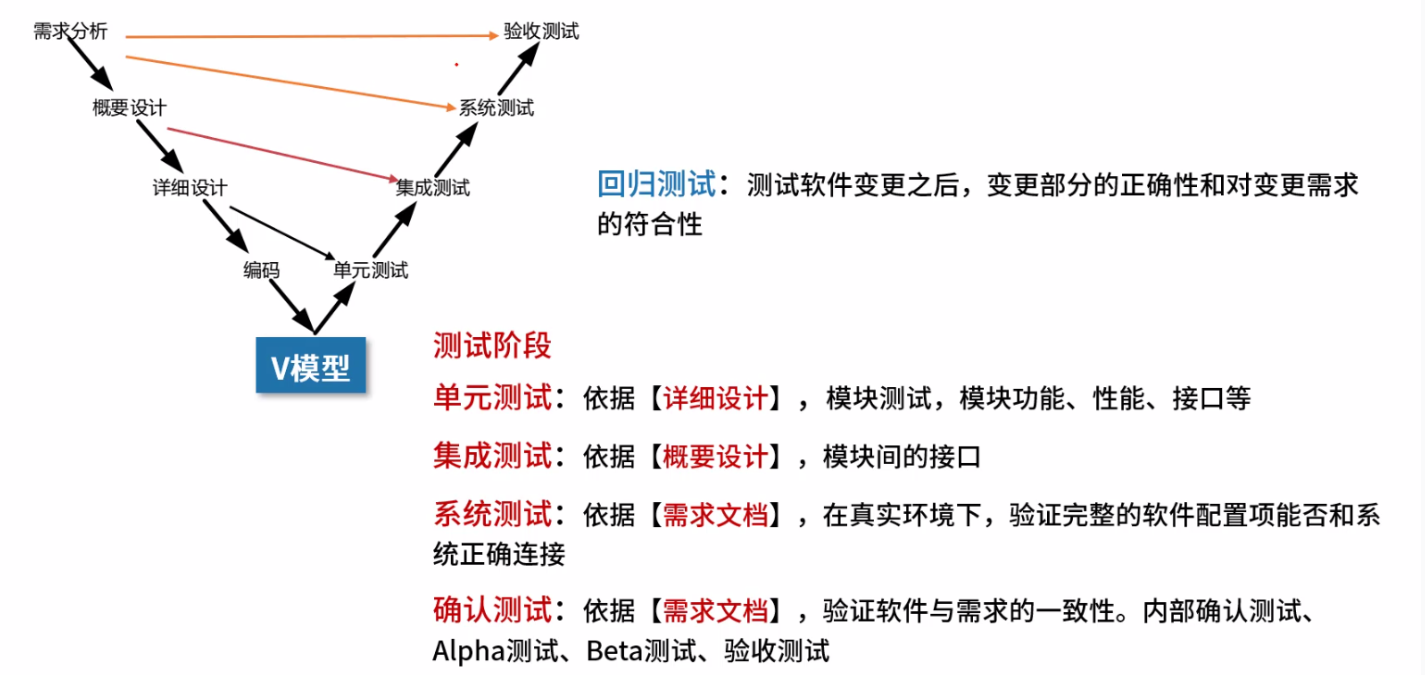 需求分析
验收测试
概要设计
系统测试
详细设计
集成测试
回归测试：测试软件变更之后，变更部分的正确性和对变更需求
的符合性
编码
单元测试
V模型
测试阶段
单元测试：依据【详细设计】，模块测试，模块功能、性能、接口等
集成测试：依据【概要设计】，模块间的接口
系统测试：依据【需求文档】，在真实环境下，验证完整的软件配置项能否和系
统正确连接
确认测试：依据【需求文档】，验证软件与需求的一致性。内部确认测试、
Alpha测试、Beta测试、验收测试